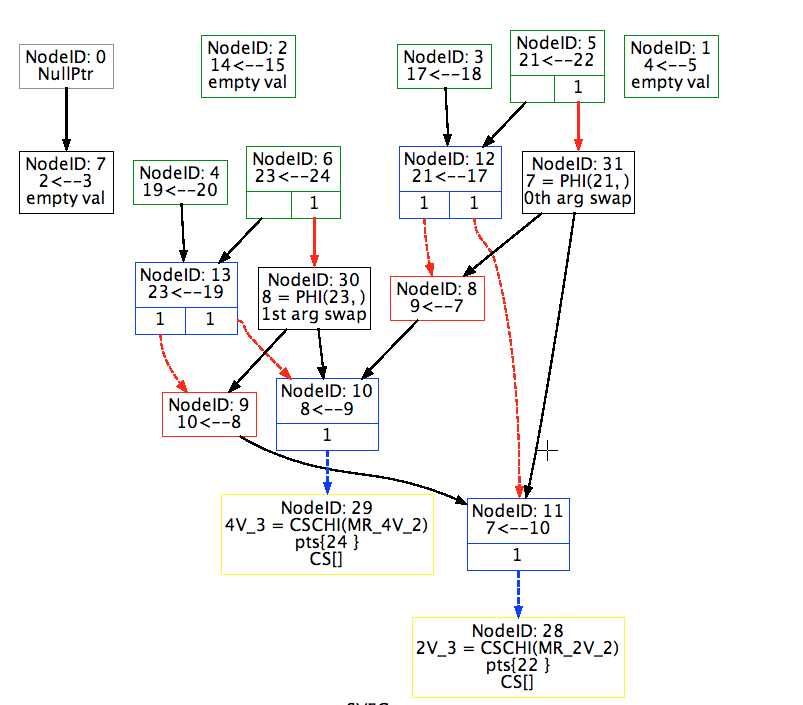 NodeID: 0
NullPtr
NodeID: 2
14<--15
empty val
NodeID: 3
17<--18
NodeID: 5
21<--22
1
NodeID: 1
4<--5
empty val
NodeID: 7
2<--3
empty val
NodeID: 4
19<--20
NodeID: 6
23<--24
1
NodeID: 12
21<--17
1 1
NodeID: 31
7 = PHI(21, )
0th arg swap
NodeID: 13
23<--19
1 1
NodeID: 30
8 = PHI(23, )
1st arg swap
NodeID: 8
9<--7
NodeID: 9
10<--8
NodeID: 10
8<--9
1
NodeID: 29
4V_3 = CSCHI(MR_4V_2)
pts{24 }
CS[]
NodeID: 11
7<--10
1
NodeID: 28
2V_3 = CSCHI(MR_2V_2)
pts{22 }
CS[]